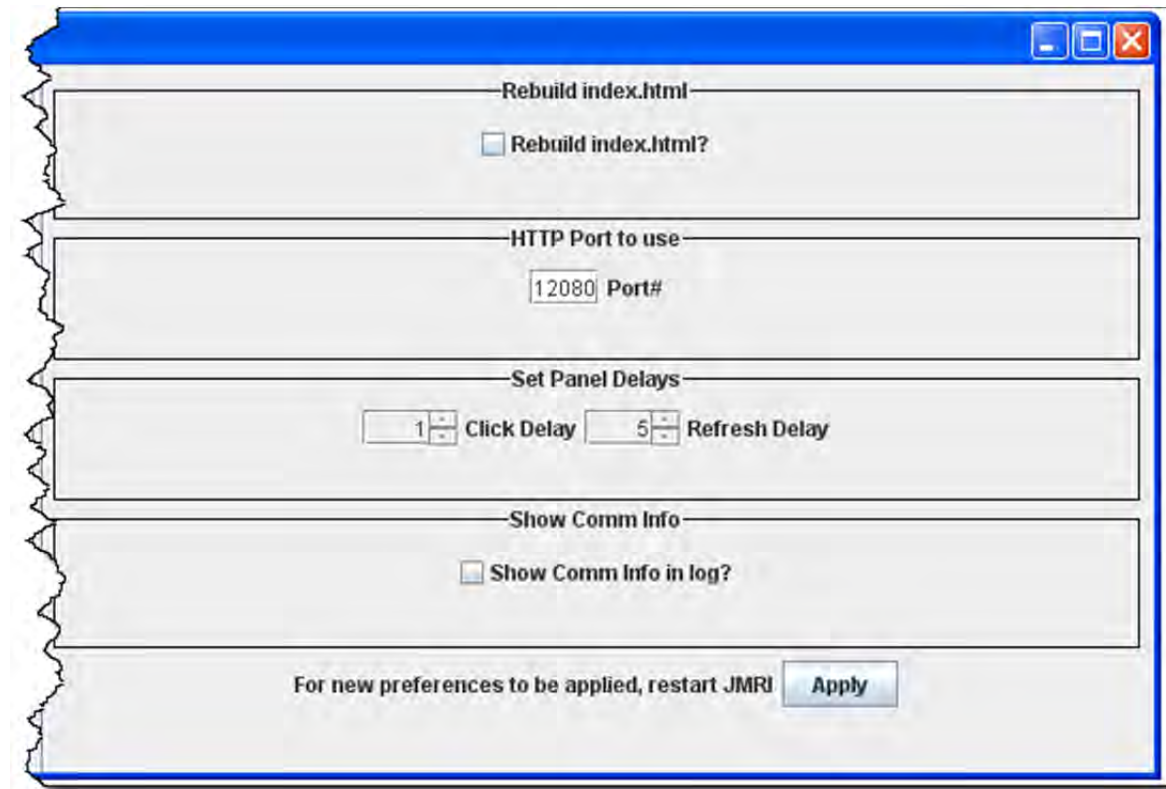 Rebuild index.html
Rebuild index.html?
HTTP Port to use
12080 Port#
Set Panel Delays
1 Click Delay 5 Refresh Delay
Show Comm Info
Show Comm Info in log?
For new preferences to be applied, restart JMRI Apply